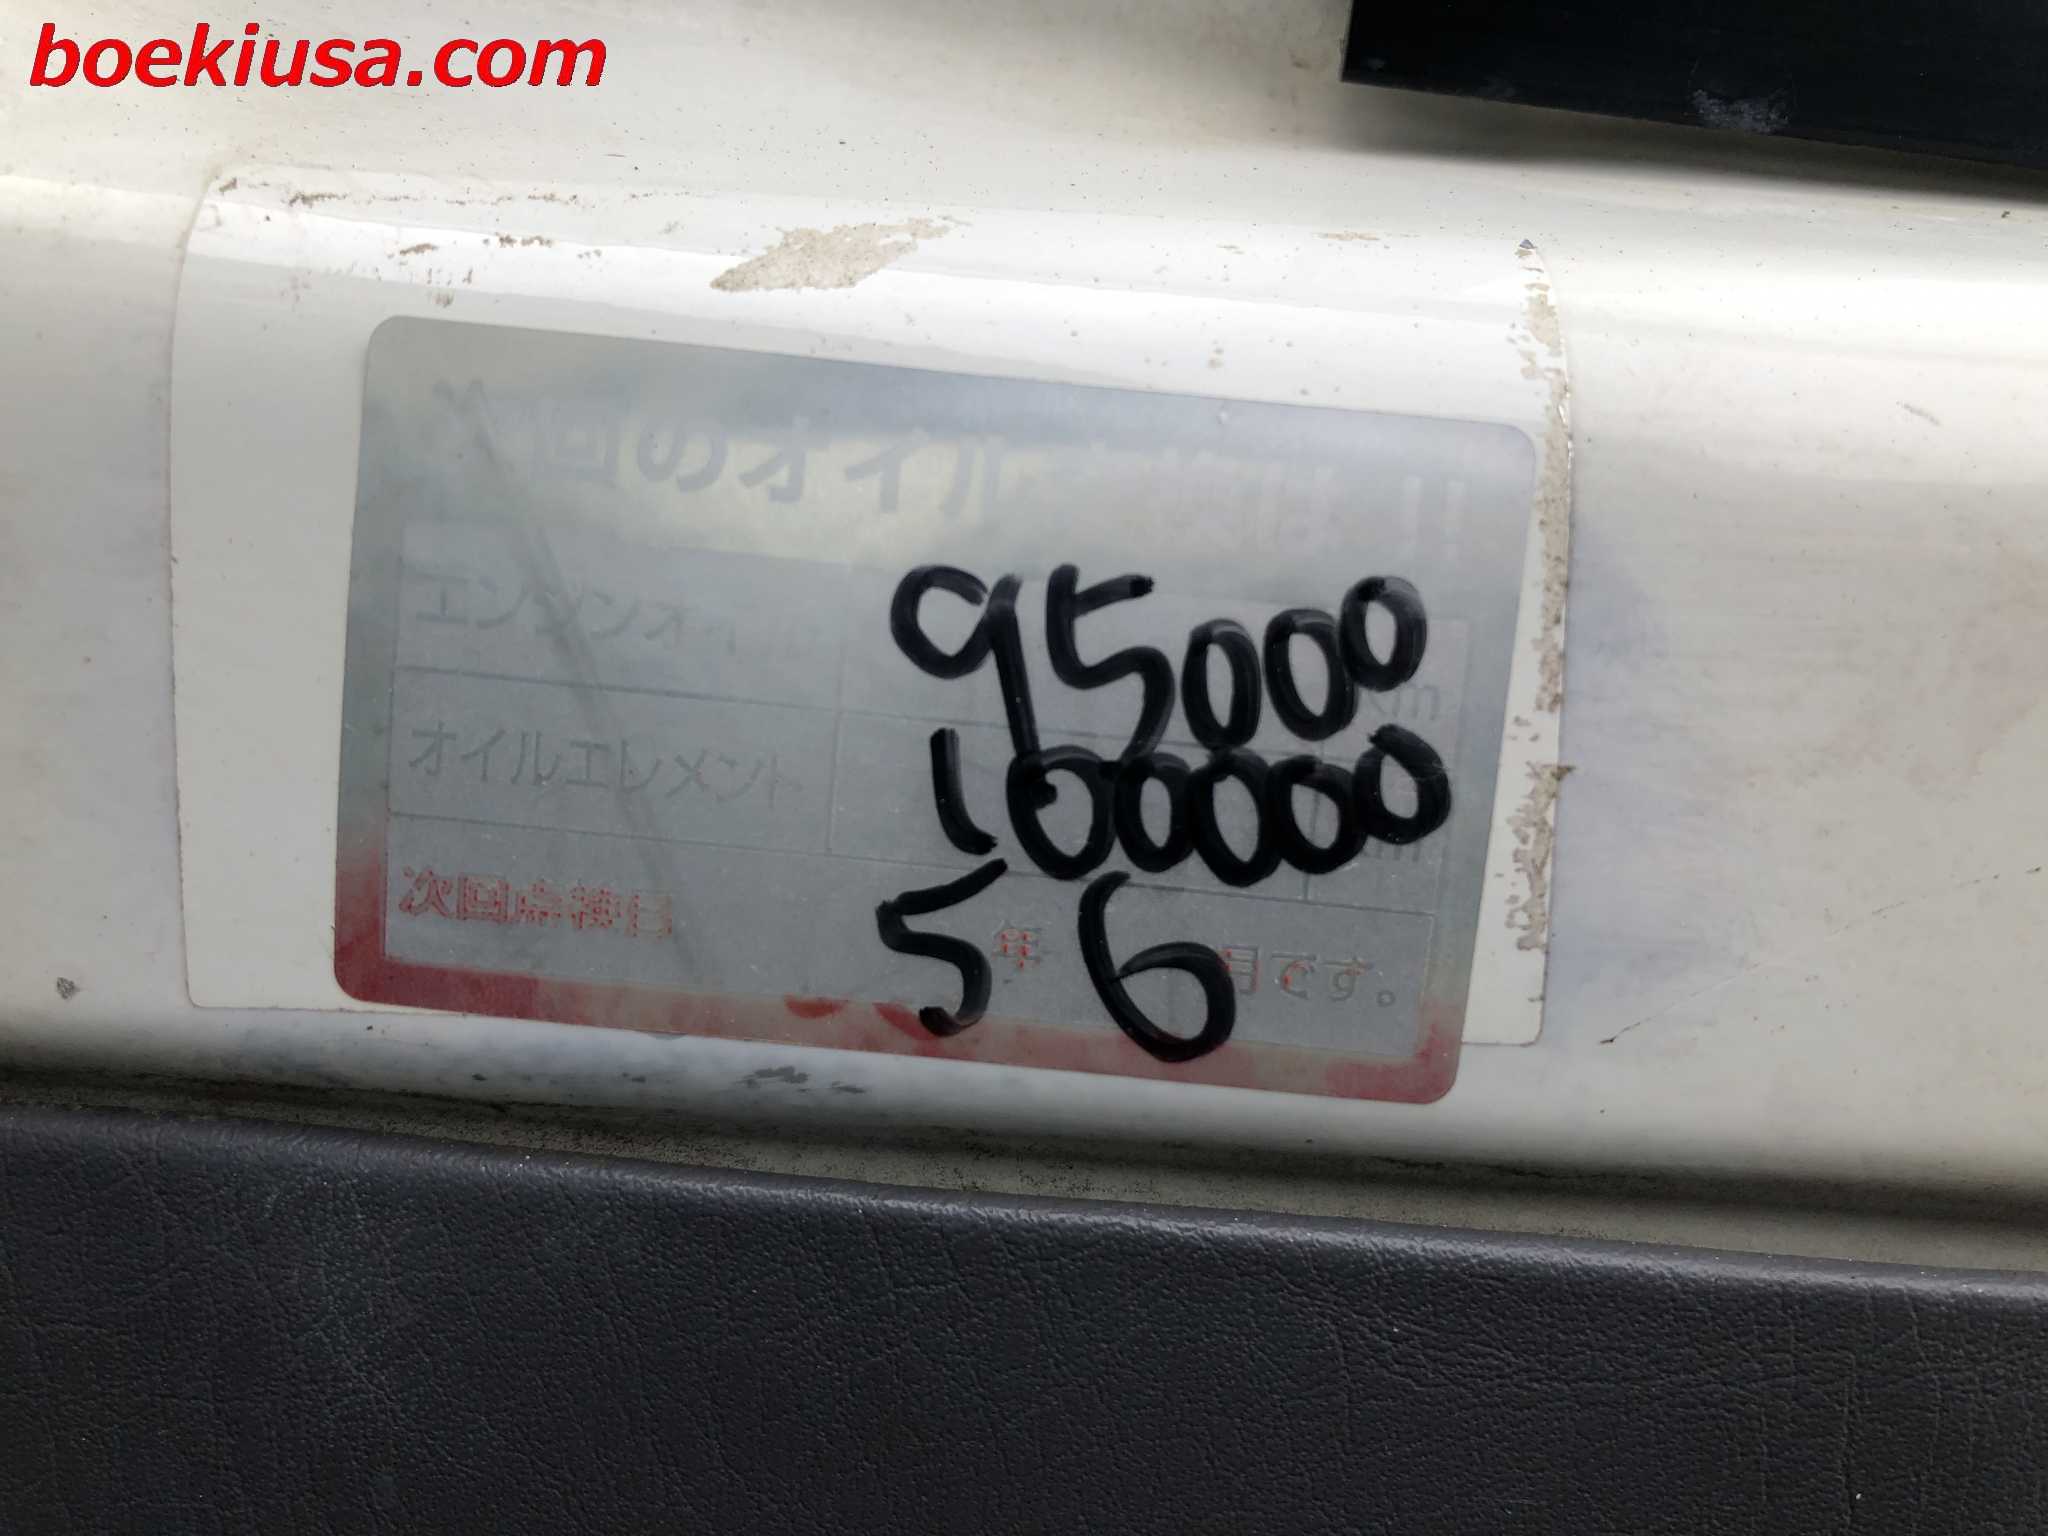 boekiusa.com
次回のオイル交換は!!
エンジンオイル 95000 km
オイルエレメント 100000 km
次回点検日 5年 6月です。